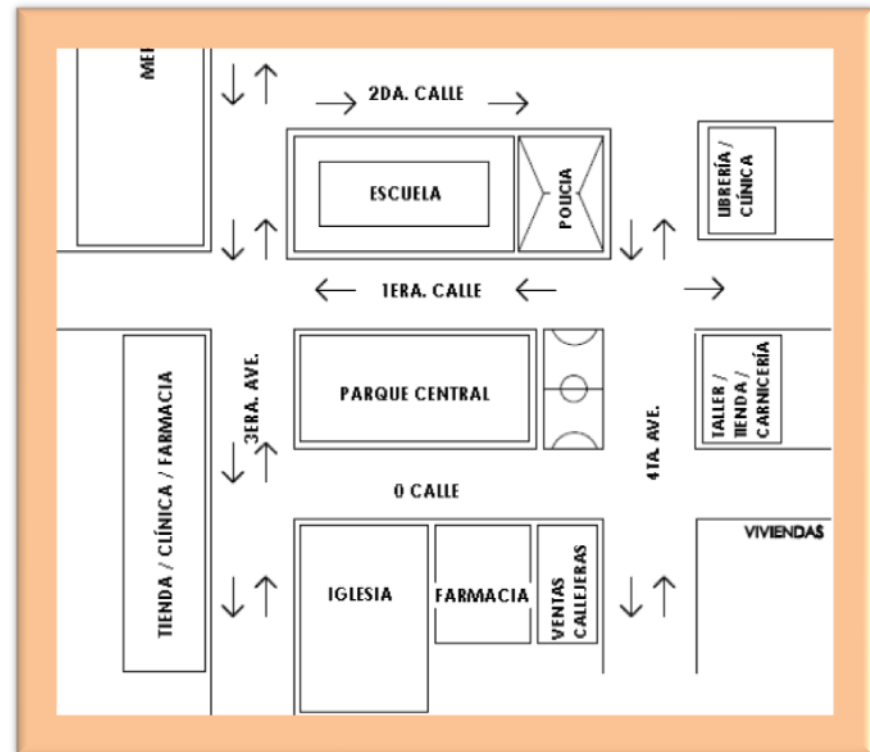 2DA. CALLE
ESCUELA
POLICIA
LIBRERÍA /
CLÍNICA
1ERA. CALLE
3ERA. AVE.
PARQUE CENTRAL
TALLER /
TIENDA /
CARNICERÍA
TIENDA / CLÍNICA / FARMACIA
4TA. AVE.
0 CALLE
VIVIENDAS
IGLESIA
FARMACIA
VENTAS
CALLEJERAS